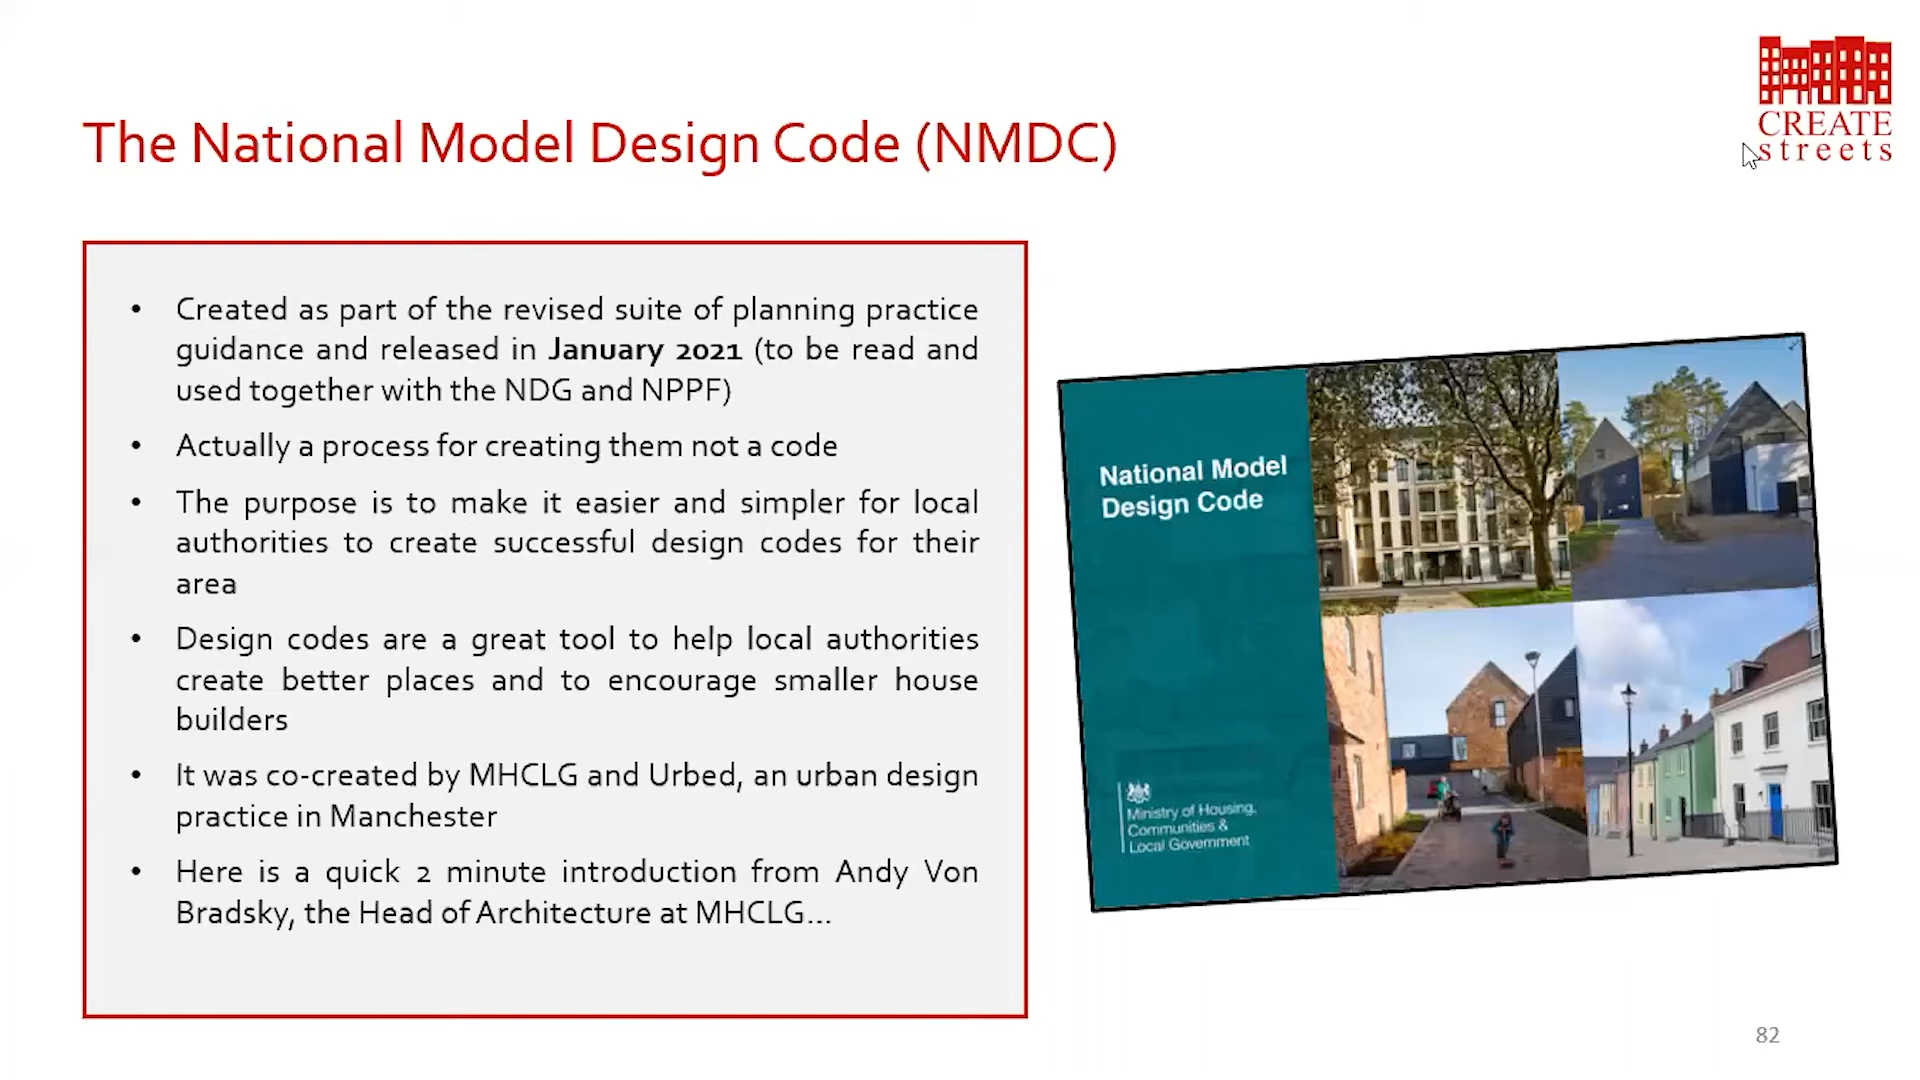 CREATE
streets
The National Model Design Code (NMDC)
• Created as part of the revised suite of planning practice
guidance and released in January 2021 (to be read and
used together with the NDG and NPPF)
• Actually a process for creating them not a code
• The purpose is to make it easier and simpler for local
authorities to create successful design codes for their
area
• Design codes are a great tool to help local authorities
create better places and to encourage smaller house
builders
• It was co-created by MHCLG and Urbed, an urban design
practice in Manchester
• Here is a quick 2 minute introduction from Andy Von
Bradsky, the Head of Architecture at MHCLG...
National Model
Design Code
Ministry of Housing,
Communities &
Local Government
82